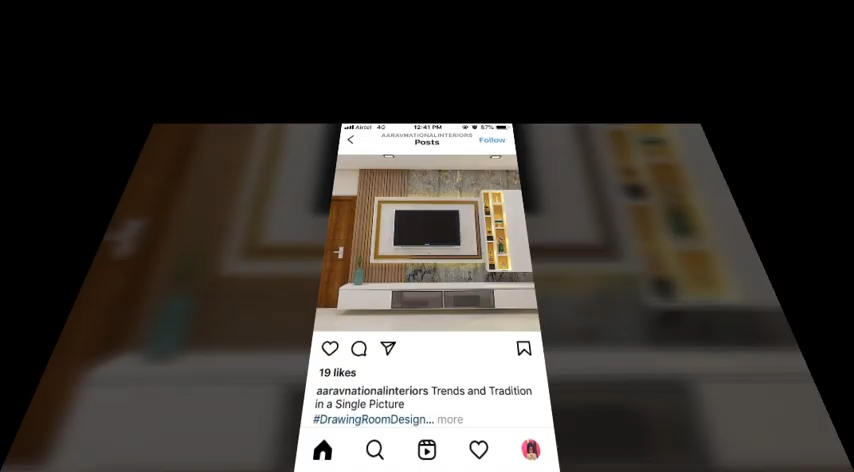 Airtel 4G 12:41 PM 67%
AARAVNATIONALINTERIORS
Posts Follow
19 likes
aaravnationalinteriors Trends and Tradition
in a Single Picture
#DrawingRoomDesign... more